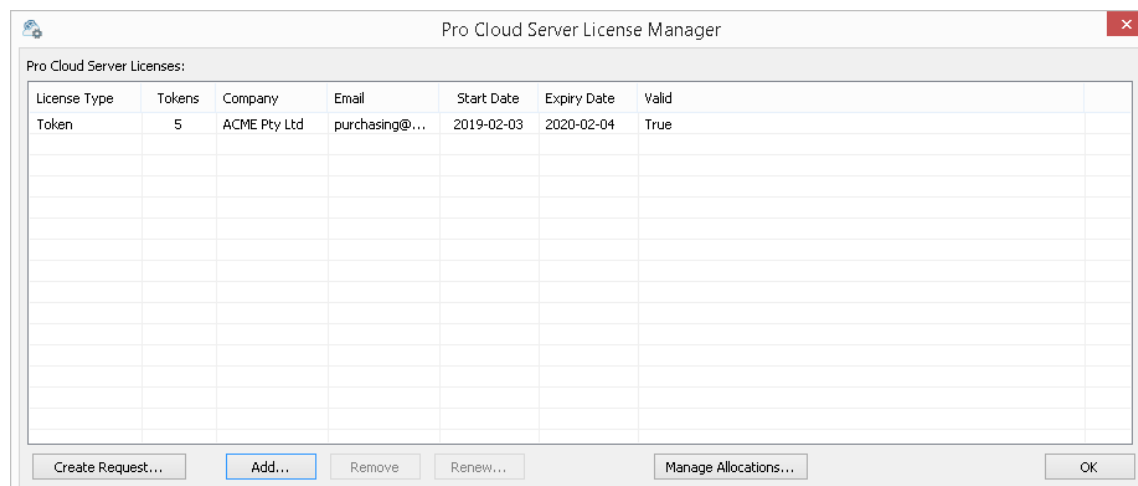 Pro Cloud Server License Manager
Pro Cloud Server Licenses:
License Type Tokens Company Email Start Date Expiry Date Valid
Token 5 ACME Pty Ltd purchasing@... 2019-02-03 2020-02-04 True
Create Request... Add... Remove Renew... Manage Allocations... OK